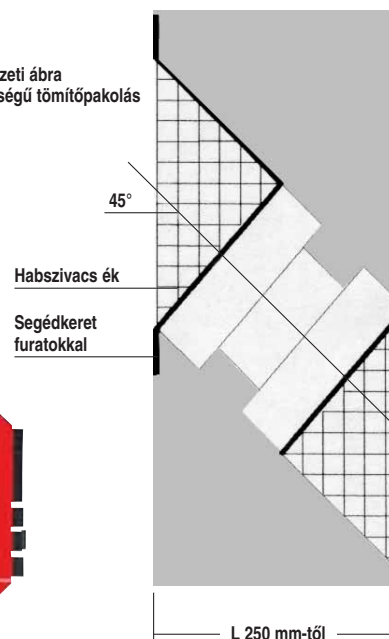 zeti ábra
ségű tömítőpakolás
45°
Habszivacs ék
Segédkeret
furatokkal
L 250 mm-től